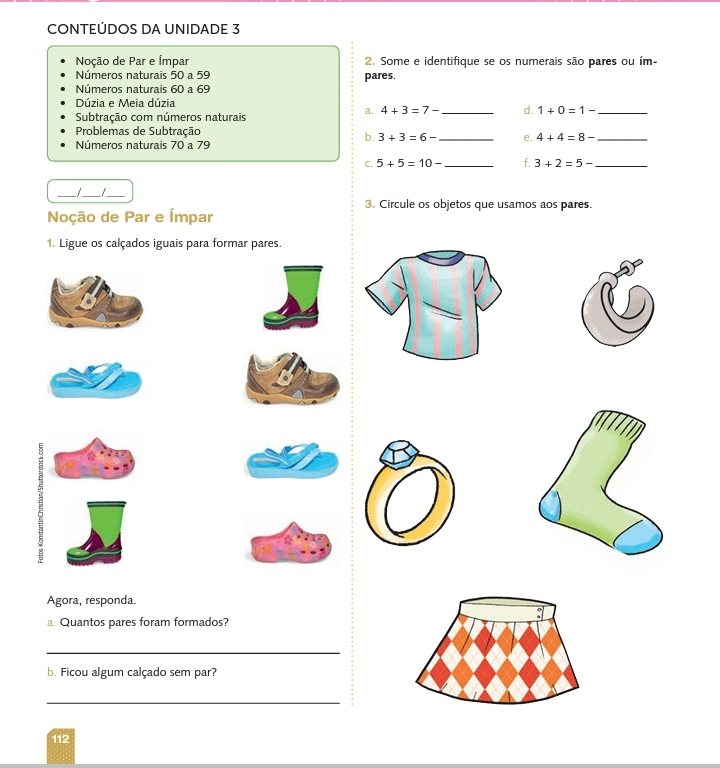 CONTEÚDOS DA UNIDADE 3
• Noção de Par e Ímpar
• Números naturais 50 a 59
• Números naturais 60 a 69
• Dúzia e Meia dúzia
• Subtração com números naturais
• Problemas de Subtração
• Números naturais 70 a 79
___/___/___
Noção de Par e Ímpar
1. Ligue os calçados iguais para formar pares.
Fotos KonstantinChristian/Shutterstock.com
Agora, responda.
a. Quantos pares foram formados?
b. Ficou algum calçado sem par?
112
2. Some e identifique se os numerais são pares ou ím-
pares.
a. 4 + 3 = 7 – ________
b. 3 + 3 = 6 – ________
c. 5 + 5 = 10 – ________
d. 1 + 0 = 1 – ________
e. 4 + 4 = 8 – ________
f. 3 + 2 = 5 – ________
3. Circule os objetos que usamos aos pares.